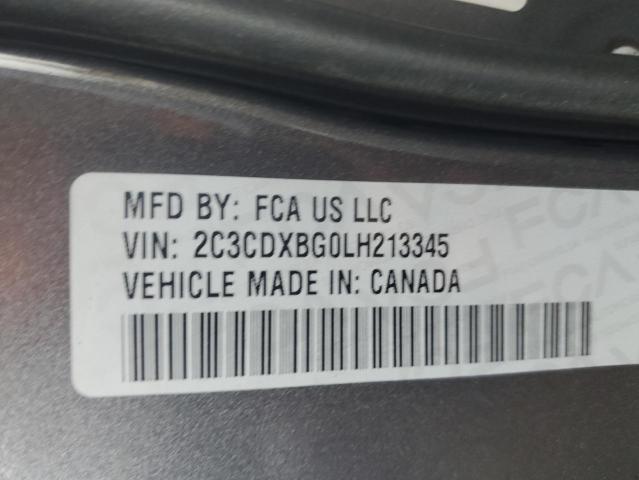 MFD BY: FCA US LLC
VIN: 2C3CDXBG0LH213345
VEHICLE MADE IN: CANADA